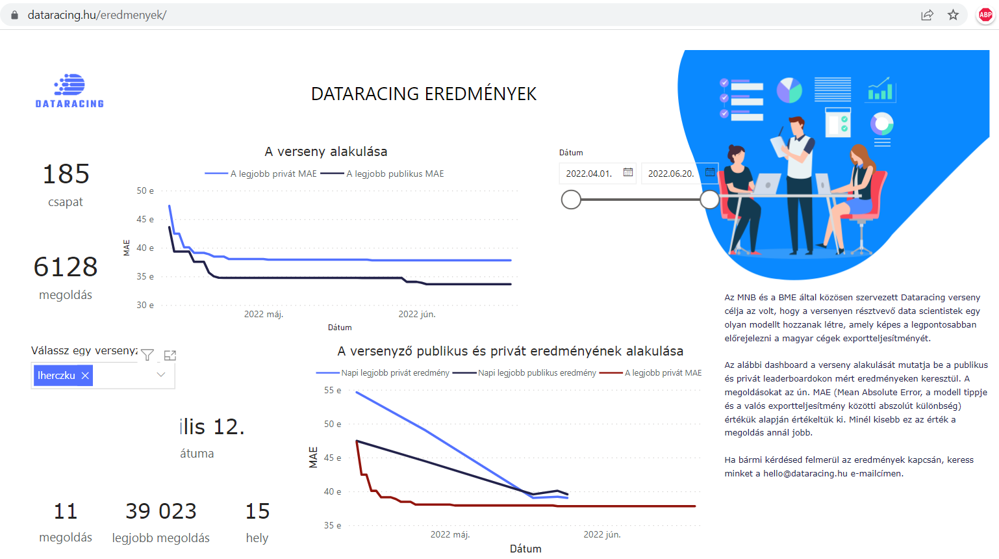 dataracing.hu/eredmenyek/
ABP
DATARACING
DATARACING EREDMÉNYEK
185
csapat
6128
megoldás
A verseny alakulása
A legjobb privát MAE
A legjobb publikus MAE
50 e
45 e
40 e
35 e
30 e
MAE
2022 máj.
2022 jún.
Dátum
Dátum
2022.04.01.
2022.06.20.
Az MNB és a BME által közösen szervezett Dataracing verseny
célja az volt, hogy a versenyen résztvevő data scientistek egy
olyan modellt hozzanak létre, amely képes a legpontosabban
előrejelezni a magyar cégek exportteljesítményét.
Az alábbi dashboard a verseny alakulását mutatja be a publikus
és privát leaderboardokon mért eredményeken keresztül. A
megoldásokat az ún. MAE (Mean Absolute Error, a modell tippje
és a valós exportteljesítmény közötti abszolút különbség)
értékük alapján értékeltük ki. Minél kisebb ez az érték a
megoldás annál jobb.
Ha bármi kérdésed felmerül az eredmények kapcsán, keress
minket a hello@dataracing.hu e-mailcímen.
Válassz egy versenyz
lherczku
ilis 12.
átuma
11
megoldás
39 023
legjobb megoldás
15
hely
A versenyző publikus és privát eredményének alakulása
Napi legjobb privát eredmény
Napi legjobb publikus eredmény
A legjobb privát MAE
55 e
50 e
45 e
40 e
35 e
MAE
2022 máj.
2022 jún.
Dátum